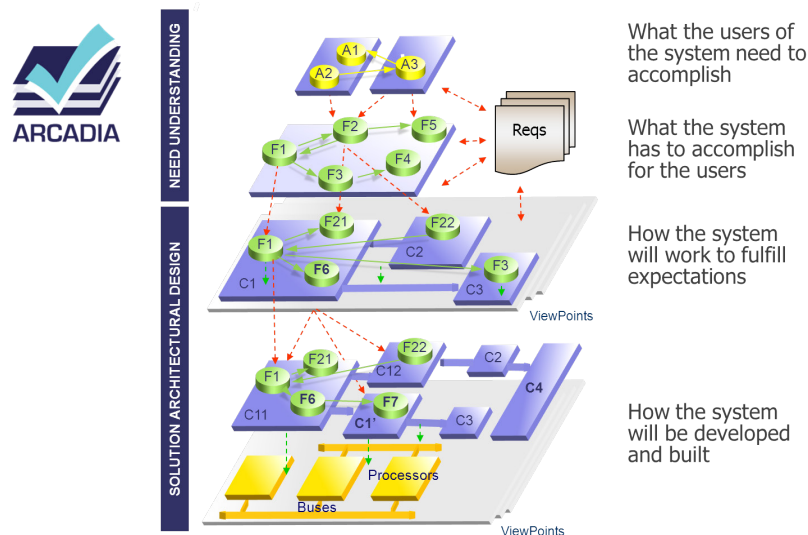 ARCADIA
NEED UNDERSTANDING
SOLUTION ARCHITECTURAL DESIGN
A1
A2
A3
What the users of
the system need to
accomplish
Reqs
F1
F2
F5
F3
F4
What the system
has to accomplish
for the users
F21
F1
F6
C1
F22
C2
F3
C3
ViewPoints
How the system
will work to fulfill
expectations
F21
F1
F6
C11
F22
C12
F7
C1'
C2
C3
C4
Processors
Buses
ViewPoints
How the system
will be developed
and built